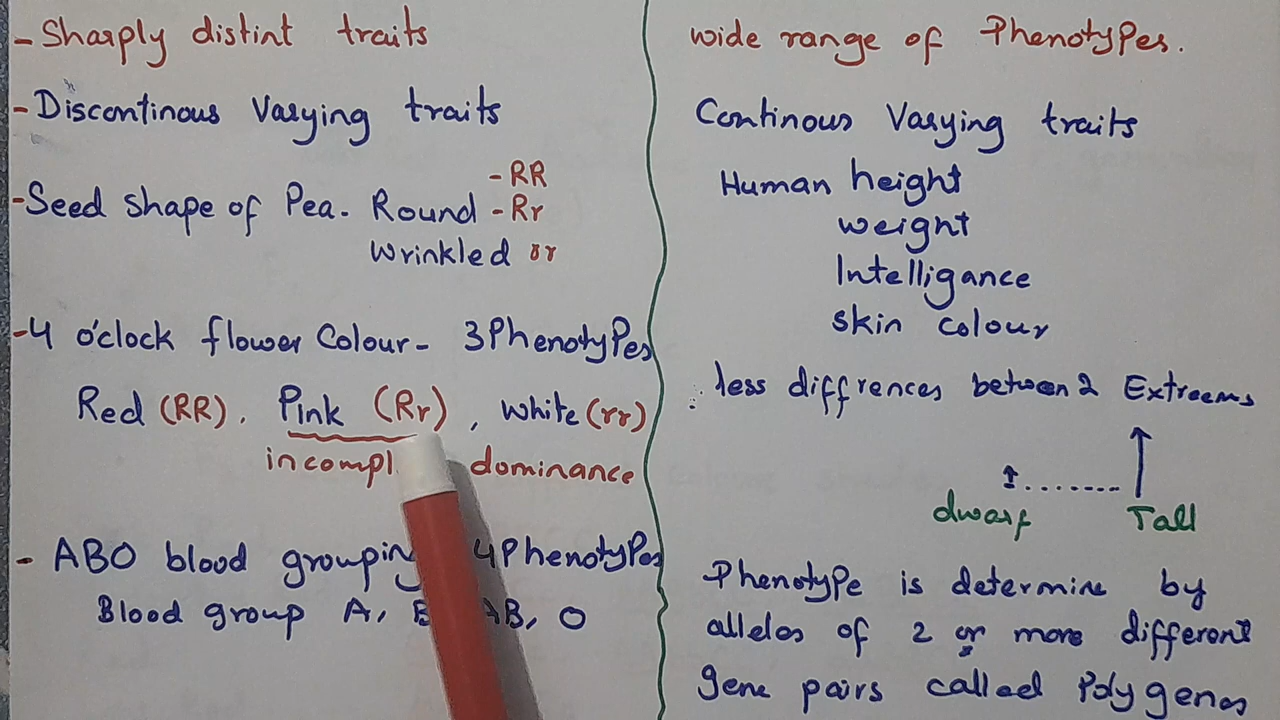 - Sharply distint traits
- Discontinous Varying traits
- Seed shape of Pea. Round - RR
- Rr
Wrinkled rr
- 4 o'clock flower Colour - 3 Phenotypes
Red (RR), Pink (Rr), white (rr)
incompl dominance
- ABO blood grouping 4 Phenotypes
Blood group A, B AB, O
wide range of Phenotypes.
Continous Varying traits
Human height
weight
Intelligance
skin colour
less diffrences between 2 Extreems
dwarf Tall
Phenotype is determine by
alleles of 2 or more different
gene pairs called Polygenes